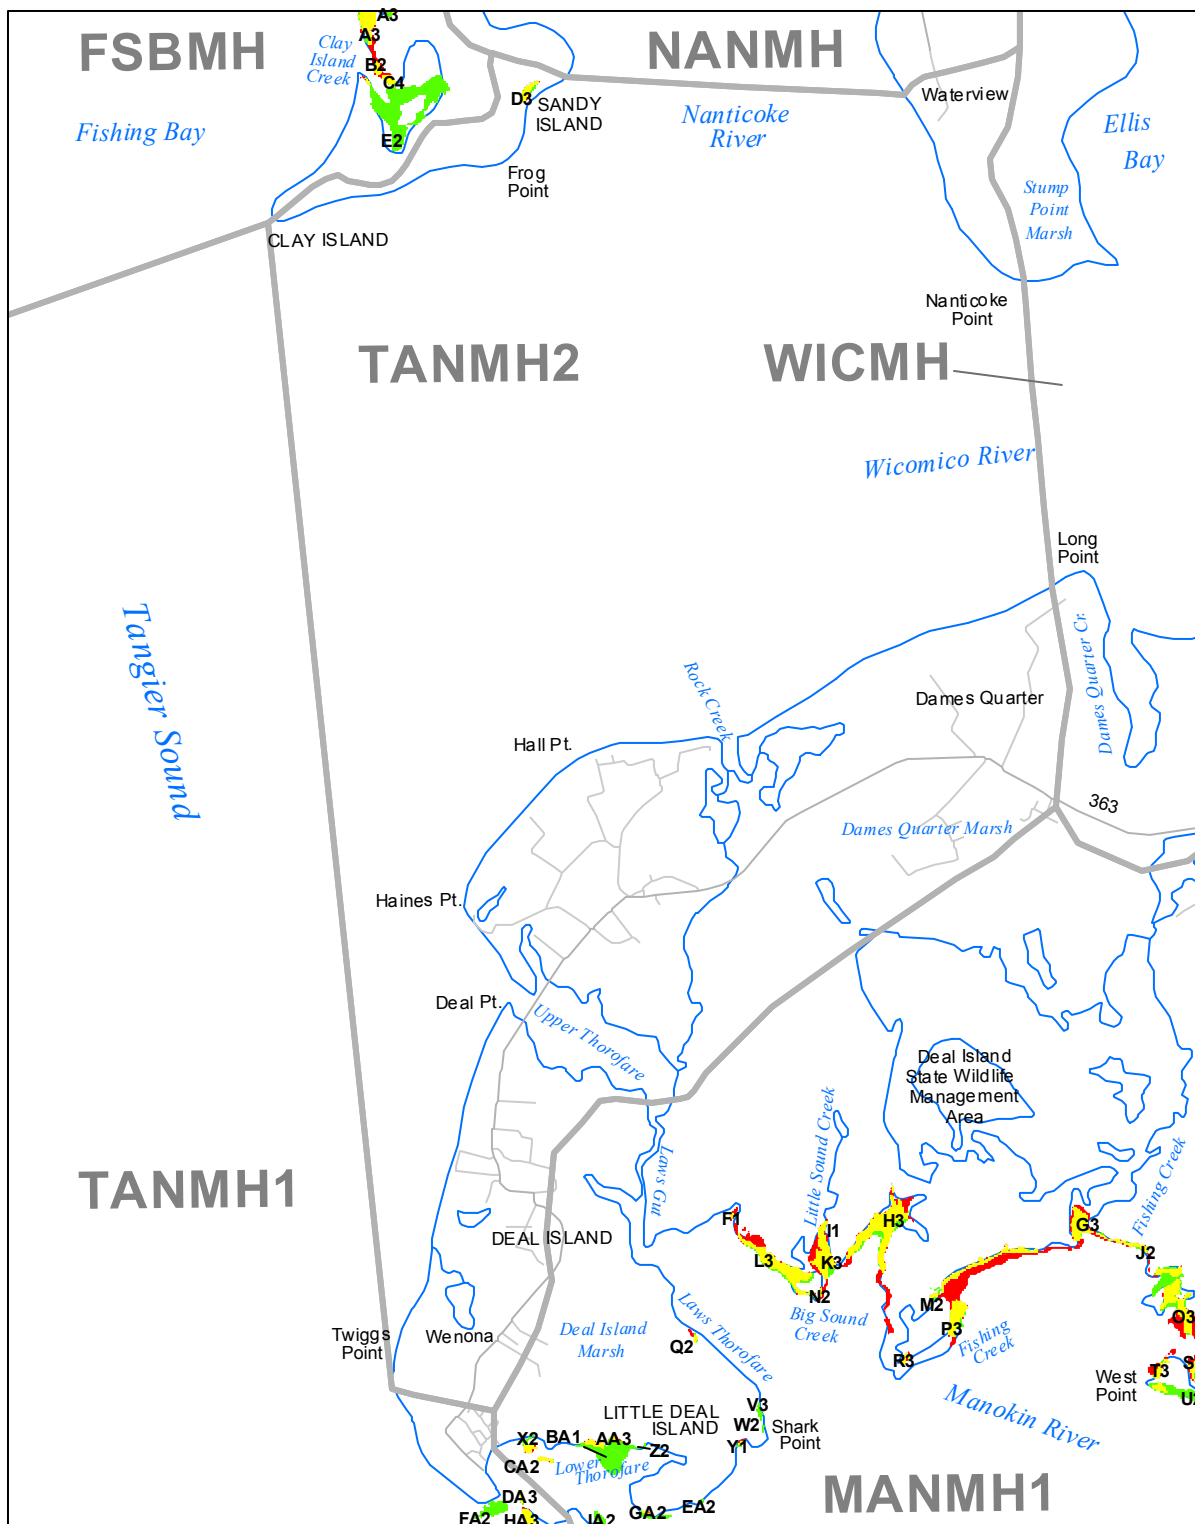 A3
A3
FSBMH
Clay
Island
Creek
B2
C4
NANMH
D3
SANDY
ISLAND
Waterview
Fishing Bay
E2
Nanticoke
River
Ellis
Bay
Frog
Point
Stump
Point
Marsh
CLAY ISLAND
Nanticoke
Point
TANMH2
WICMH
Wicomico River
Long
Point
Tangier Sound
Dames Quarter Cr.
Rock Creek
Dames Quarter
Hall Pt.
363
Dames Quarter Marsh
Haines Pt.
Deal Pt.
Upper Thorofare
Deal Island
State Wildlife
Management
Area
Little Sound Creek
Laws Gut
Fishing Creek
TANMH1
F1
I1
H3
G3
DEAL ISLAND
L3
K3
J2
N2
M2
Big Sound
Creek
Laws Thorofare
O3
P3
Fishing
Creek
Twiggs
Point
Wenona
Deal Island
Marsh
Q2
R3
T3
S
West
Point
U2
Manokin River
V3
LITTLE DEAL
ISLAND
W2
Shark
Point
X2
BA1
AA3
Z2
Y1
CA2
Lower
Thorofare
MANMH1
DA3
EA2
FA2
HA3
IA2
GA2